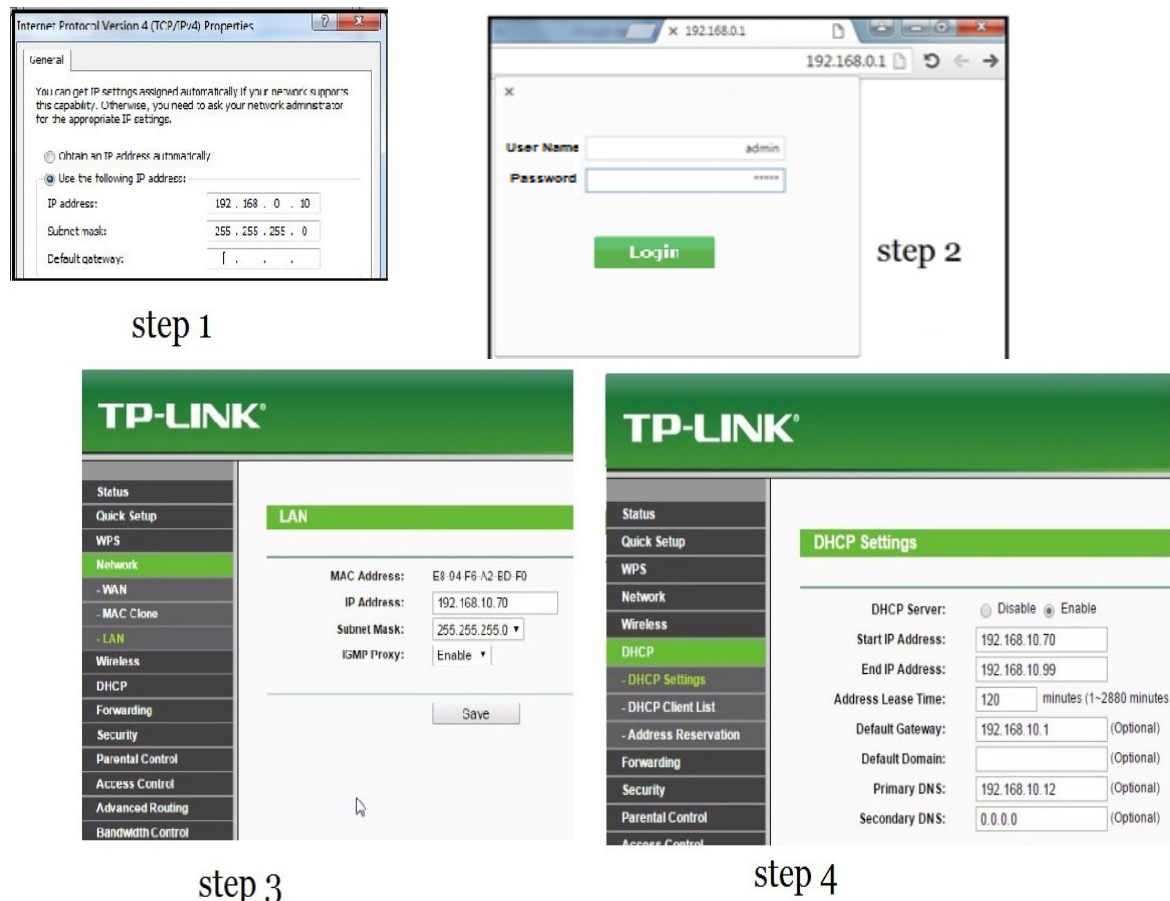 Internet Protocol Version 4 (TCP/IPv4) Properties
General
You can get IP settings assigned automatically if your network supports
this capability. Otherwise, you need to ask your network administrator
for the appropriate IP settings.
Obtain an IP address automatically
Use the following IP address:
IP address: 192 . 168 . 0 . 10
Subnet mask: 255 . 255 . 255 . 0
Default gateway: . . .
step 1
192.168.0.1
192.168.0.1
User Name admin
Password *****
Login
step 2
TP-LINK®
Status
Quick Setup
WPS
Network
- WAN
- MAC Clone
- LAN
Wireless
DHCP
Forwarding
Security
Parental Control
Access Control
Advanced Routing
Bandwidth Control
LAN
MAC Address: E8-94-F6-A2-BD-F0
IP Address: 192.168.10.70
Subnet Mask: 255.255.255.0
IGMP Proxy: Enable
Save
step 3
TP-LINK®
Status
Quick Setup
WPS
Network
Wireless
DHCP
- DHCP Settings
- DHCP Client List
- Address Reservation
Forwarding
Security
Parental Control
Access Control
DHCP Settings
DHCP Server: Disable Enable
Start IP Address: 192.168.10.70
End IP Address: 192.168.10.99
Address Lease Time: 120 minutes (1~2880 minutes
Default Gateway: 192.168.10.1 (Optional)
Default Domain: (Optional)
Primary DNS: 192.168.10.12 (Optional)
Secondary DNS: 0.0.0.0 (Optional)
step 4